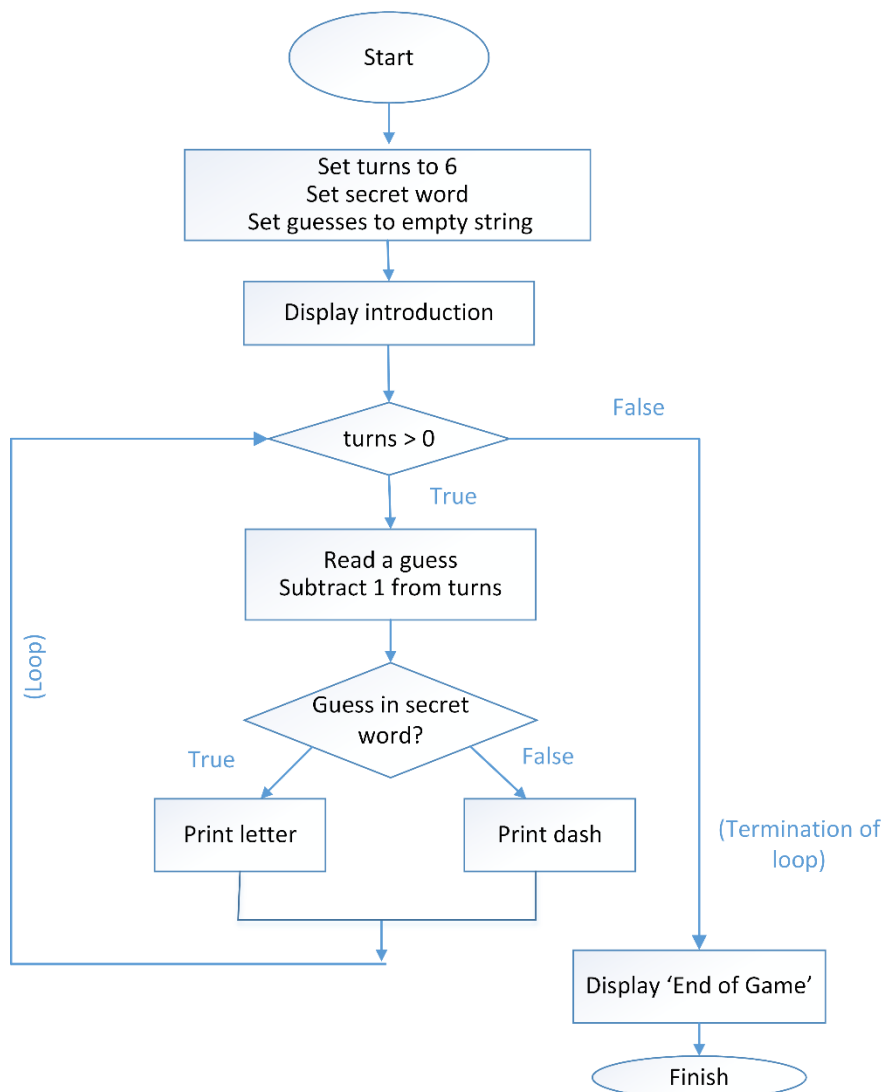 Start
Set turns to 6
Set secret word
Set guesses to empty string
Display introduction
turns > 0
False
True
Read a guess
Subtract 1 from turns
(Loop)
Guess in secret
word?
True
False
Print letter
Print dash
(Termination of
loop)
Display ‘End of Game’
Finish